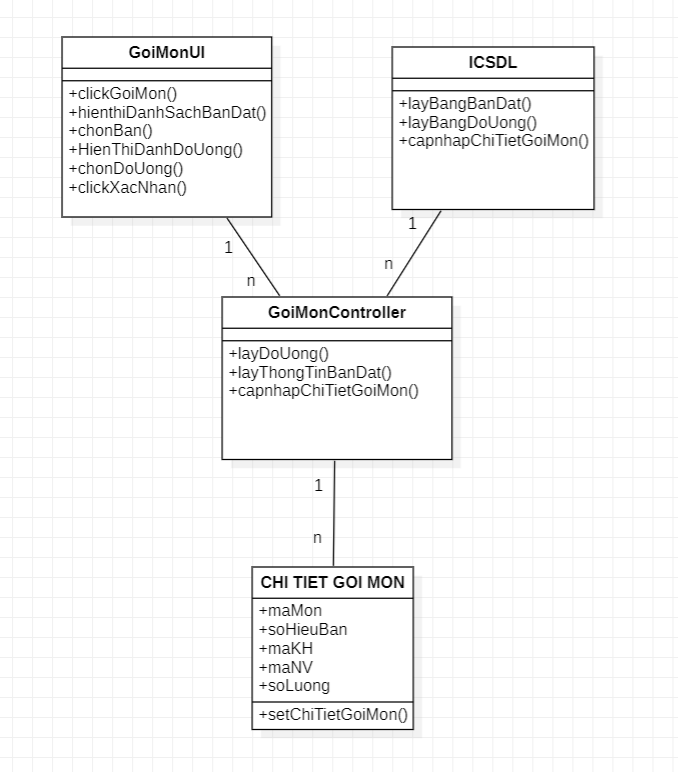 GoiMonUI
+clickGoiMon()
+hienthiDanhSachBanDat()
+chonBan()
+HienThiDanhDoUong()
+chonDoUong()
+clickXacNhan()
ICSDL
+layBangBanDat()
+layBangDoUong()
+capnhapChiTietGoiMon()
1
n
1
n
GoiMonController
+layDoUong()
+layThongTinBanDat()
+capnhapChiTietGoiMon()
1
n
CHI TIET GOI MON
+maMon
+soHieuBan
+maKH
+maNV
+soLuong
+setChiTietGoiMon()